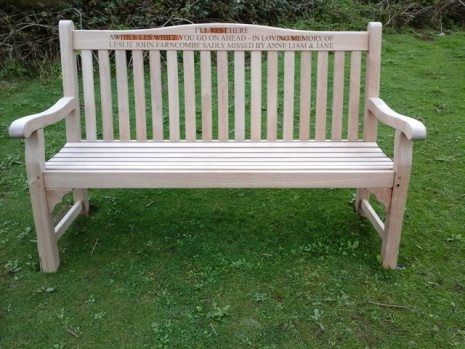 I'LL REST HERE
AWHILE LES WHILE YOU GO ON AHEAD - IN LOVING MEMORY OF
LESLIE JOHN FARNCOMBE SADLY MISSED BY ANNE LIAM & JANE